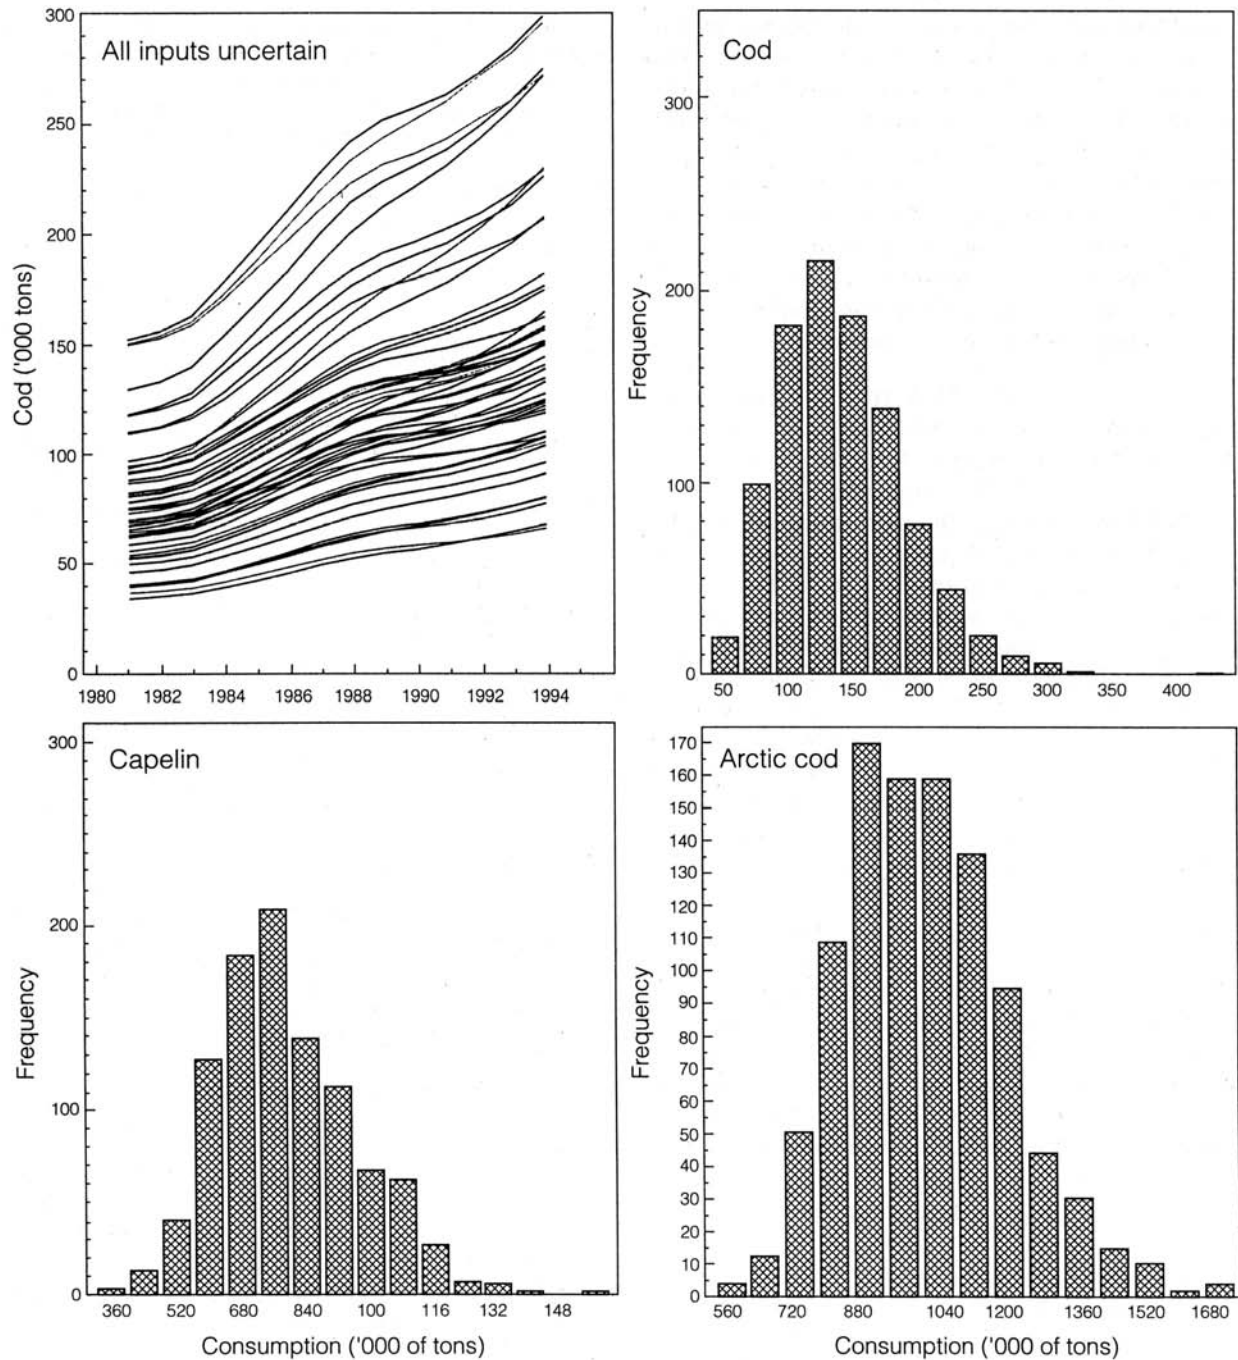 All inputs uncertain
Cod ('000 tons)
300
250
200
150
100
50
0
1980 1982 1984 1986 1988 1990 1992 1994
Cod
Frequency
300
200
100
0
50 100 150 200 250 300 350 400
Capelin
Frequency
300
200
100
0
360 520 680 840 100 116 132 148
Consumption ('000 of tons)
Arctic cod
Frequency
170
160
150
140
130
120
110
100
90
80
70
60
50
40
30
20
10
0
560 720 880 1040 1200 1360 1520 1680
Consumption ('000 of tons)